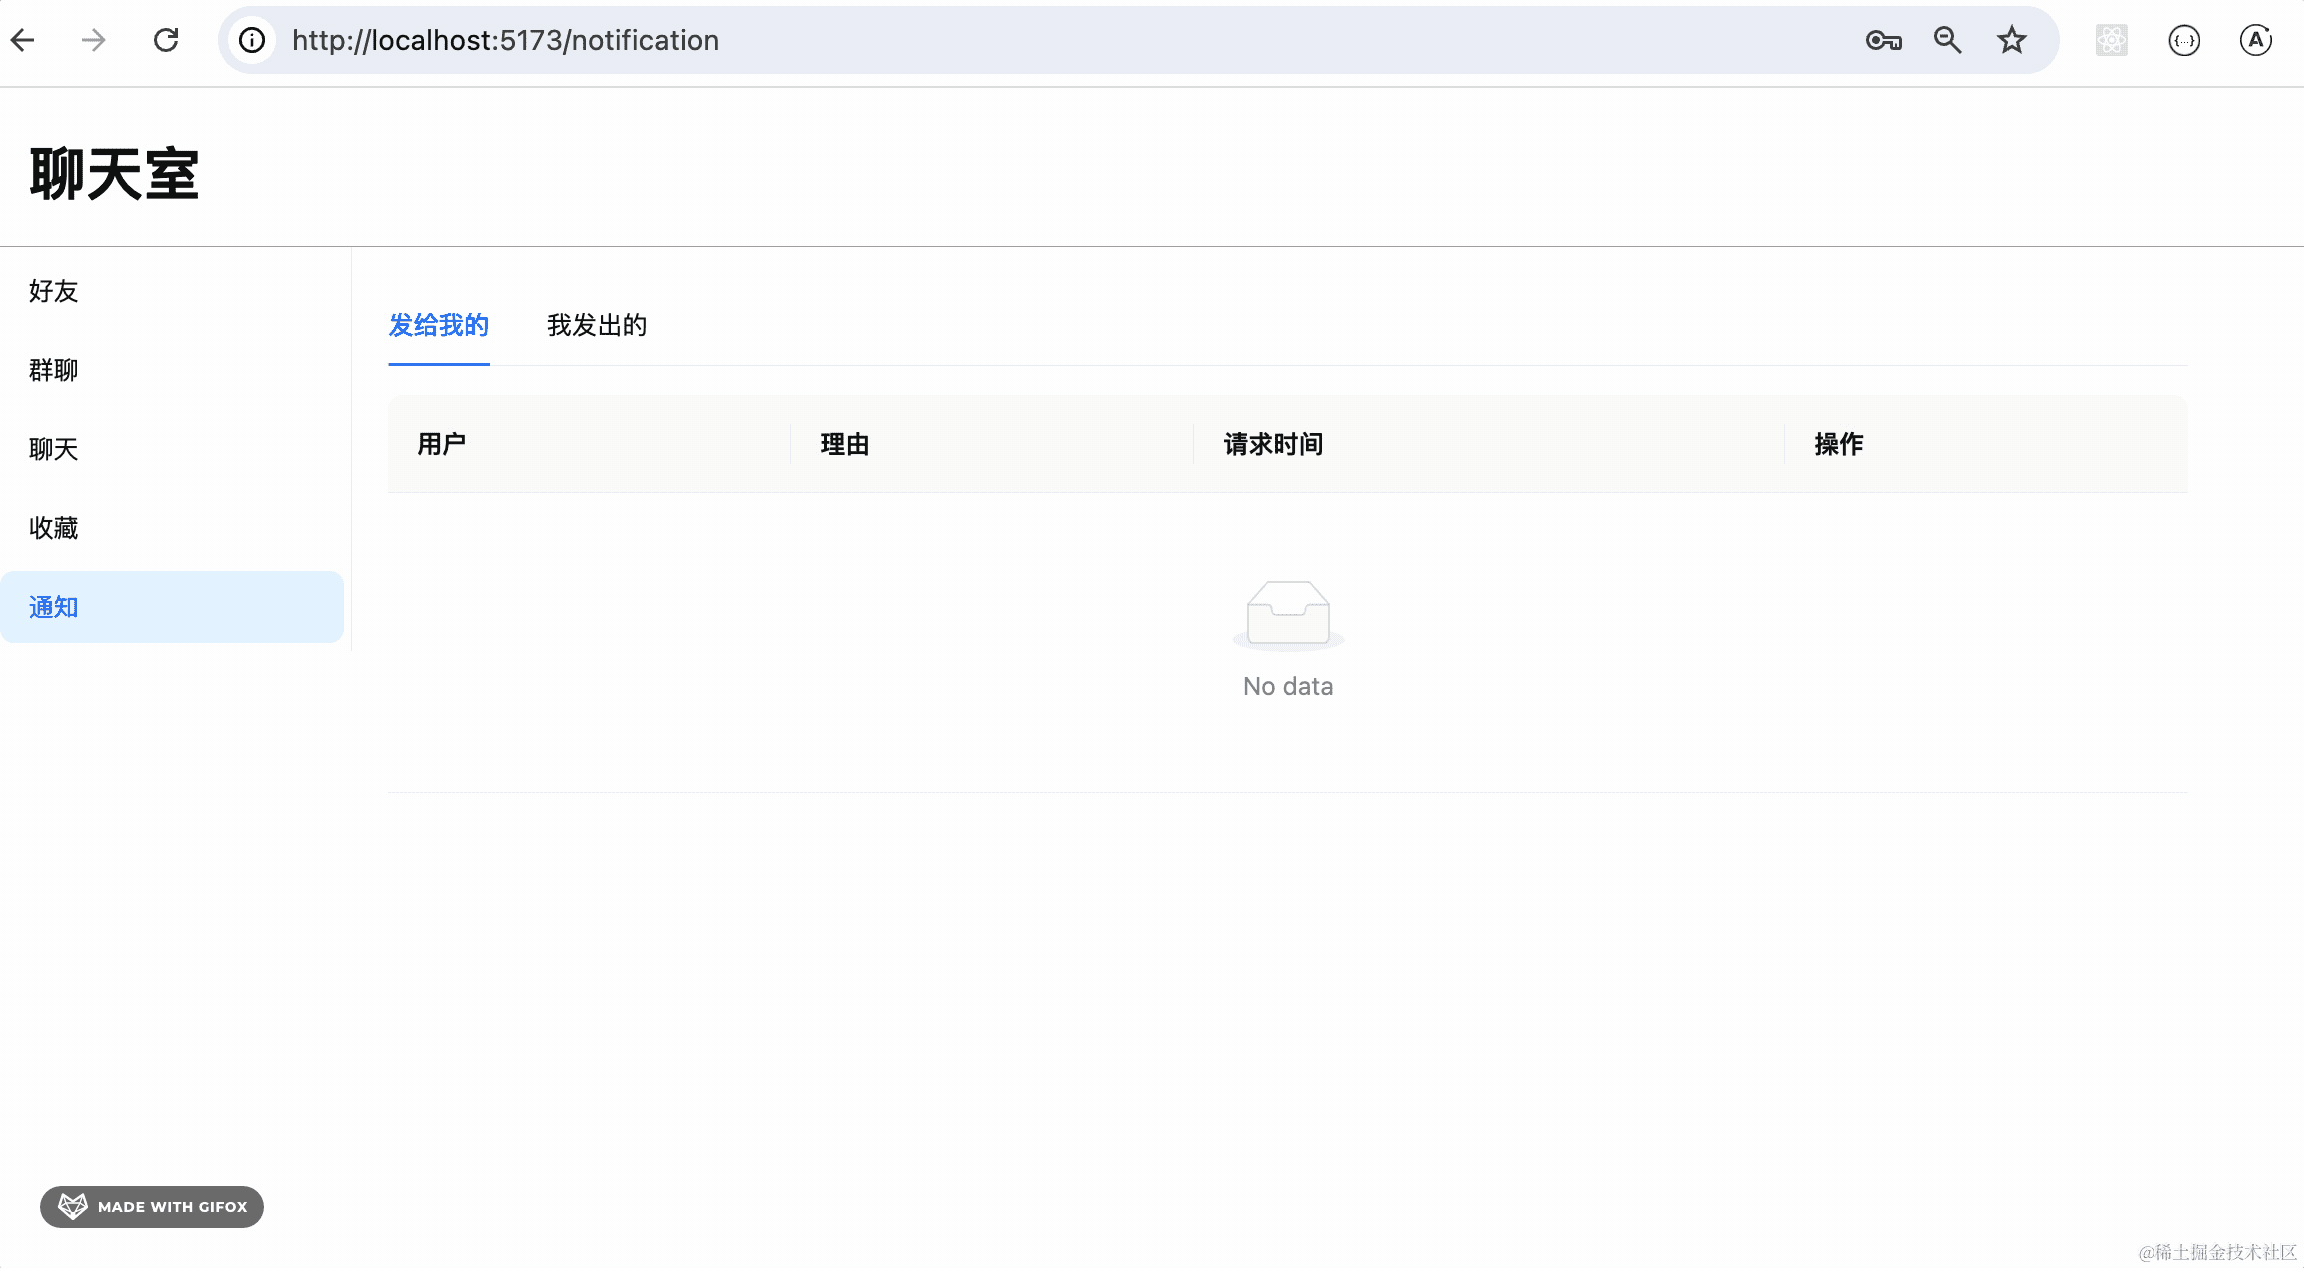 http://localhost:5173/notification
聊天室
好友
群聊
聊天
收藏
通知
发给我的 我发出的
用户 理由 请求时间 操作
No data
MADE WITH GIFOX
@稀土掘金技术社区